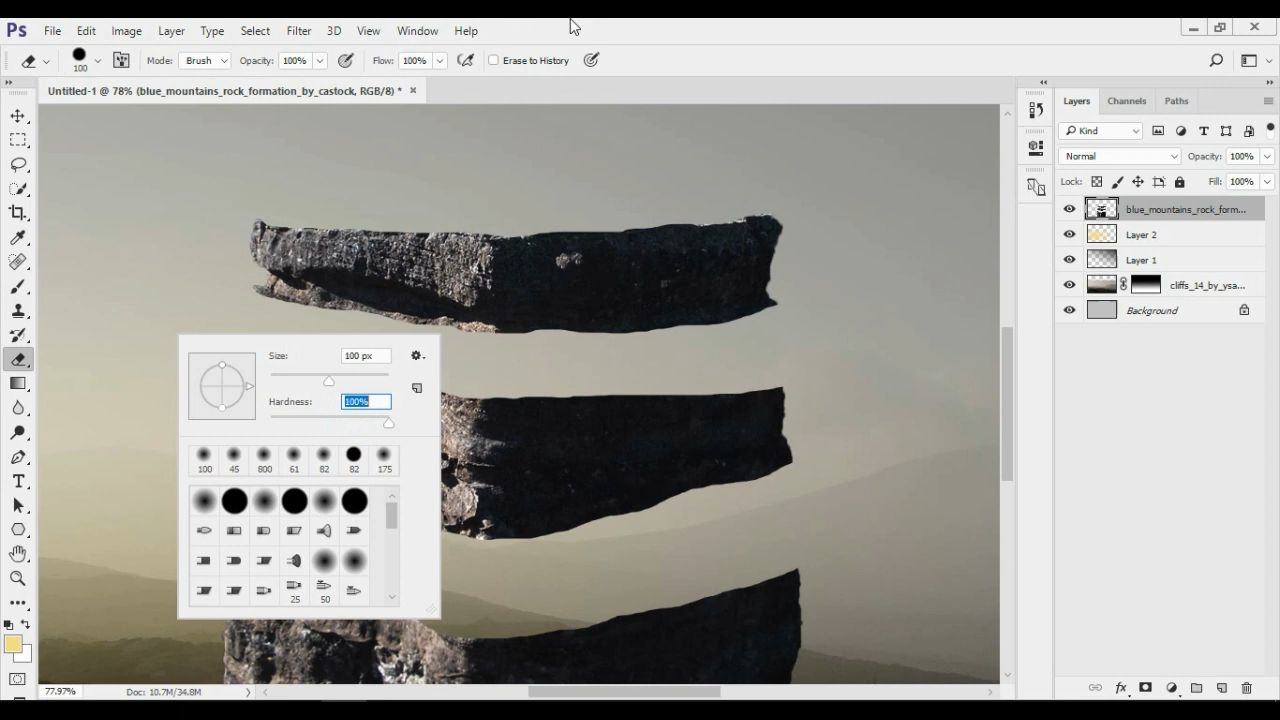 Ps File Edit Image Layer Type Select Filter 3D View Window Help
100 Mode: Brush Opacity: 100% Flow: 100% Erase to History
Untitled-1 @ 78% (blue_mountains_rock_formation_by_castock, RGB/8) *
Layers Channels Paths
Kind
Normal Opacity: 100%
Lock: Fill: 100%
blue_mountains_rock_form...
Layer 2
Layer 1
cliffs_14_by_ysa...
Background
Size: 100 px
Hardness: 100%
100 45 800 61 82 82 175
25 50
77.97% Doc: 10.7M/34.8M